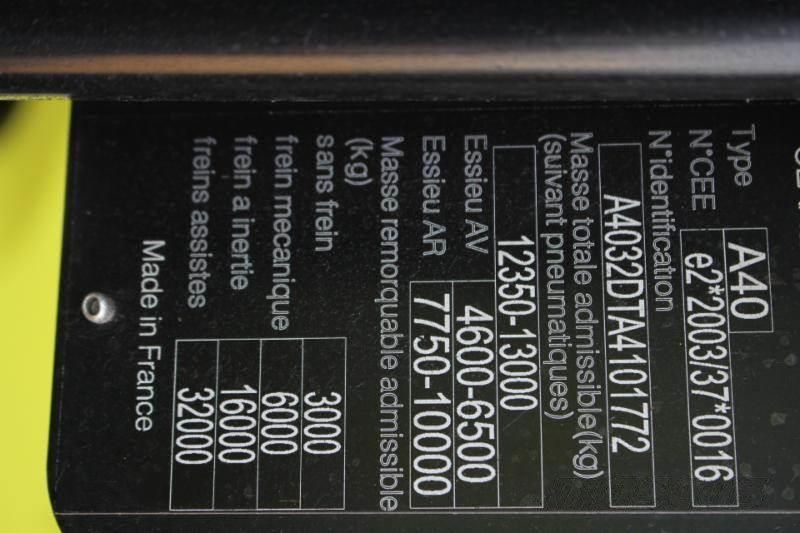 Type A40
N°CEE e2*2003/37*0016
N°identification
A4032DTA4101772
Masse totale admissible(kg)
(suivant pneumatiques)
12350-13000
Essieu AV 4600-6500
Essieu AR 7750-10000
Masse remorquable admissible
(kg)
sans frein 3000
frein mecanique 6000
frein a inertie 16000
freins assistes 32000
Made in France